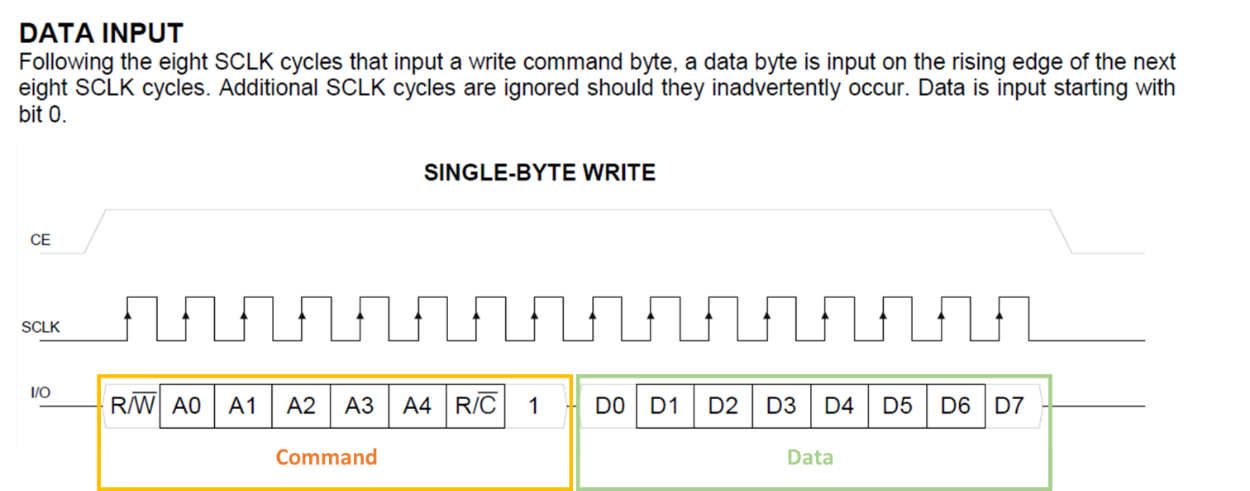 DATA INPUT
Following the eight SCLK cycles that input a write command byte, a data byte is input on the rising edge of the next
eight SCLK cycles. Additional SCLK cycles are ignored should they inadvertently occur. Data is input starting with
bit 0.
SINGLE-BYTE WRITE
CE
SCLK
I/O
R/W̅ A0 A1 A2 A3 A4 R/C̅ 1 D0 D1 D2 D3 D4 D5 D6 D7
Command Data